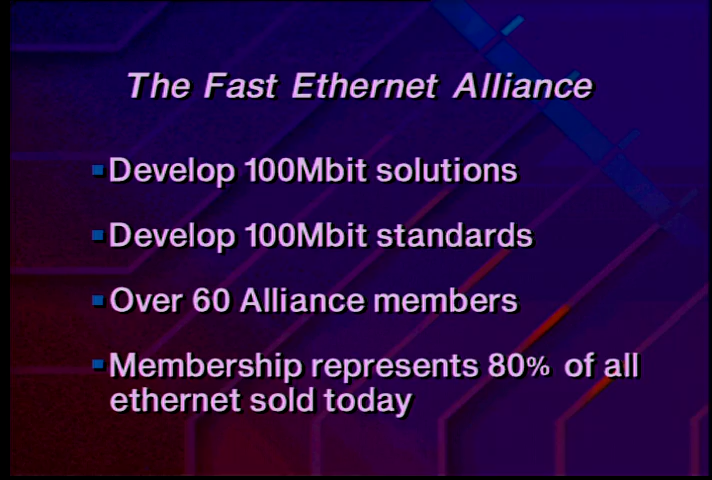 The Fast Ethernet Alliance
Develop 100Mbit solutions
Develop 100Mbit standards
Over 60 Alliance members
Membership represents 80% of all
ethernet sold today